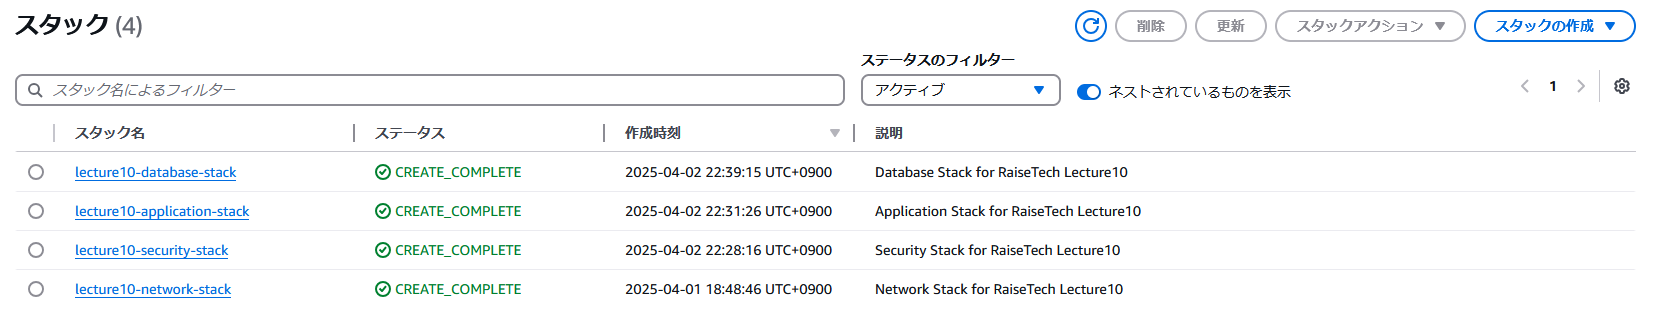 スタック (4)
削除 更新 スタックアクション ▼ スタックの作成 ▼
ステータスのフィルター
スタック名によるフィルター アクティブ ▼ ネストされているものを表示 1
スタック名 ステータス 作成時刻 ▼ 説明
lecture10-database-stack CREATE_COMPLETE 2025-04-02 22:39:15 UTC+0900 Database Stack for RaiseTech Lecture10
lecture10-application-stack CREATE_COMPLETE 2025-04-02 22:31:26 UTC+0900 Application Stack for RaiseTech Lecture10
lecture10-security-stack CREATE_COMPLETE 2025-04-02 22:28:16 UTC+0900 Security Stack for RaiseTech Lecture10
lecture10-network-stack CREATE_COMPLETE 2025-04-01 18:48:46 UTC+0900 Network Stack for RaiseTech Lecture10